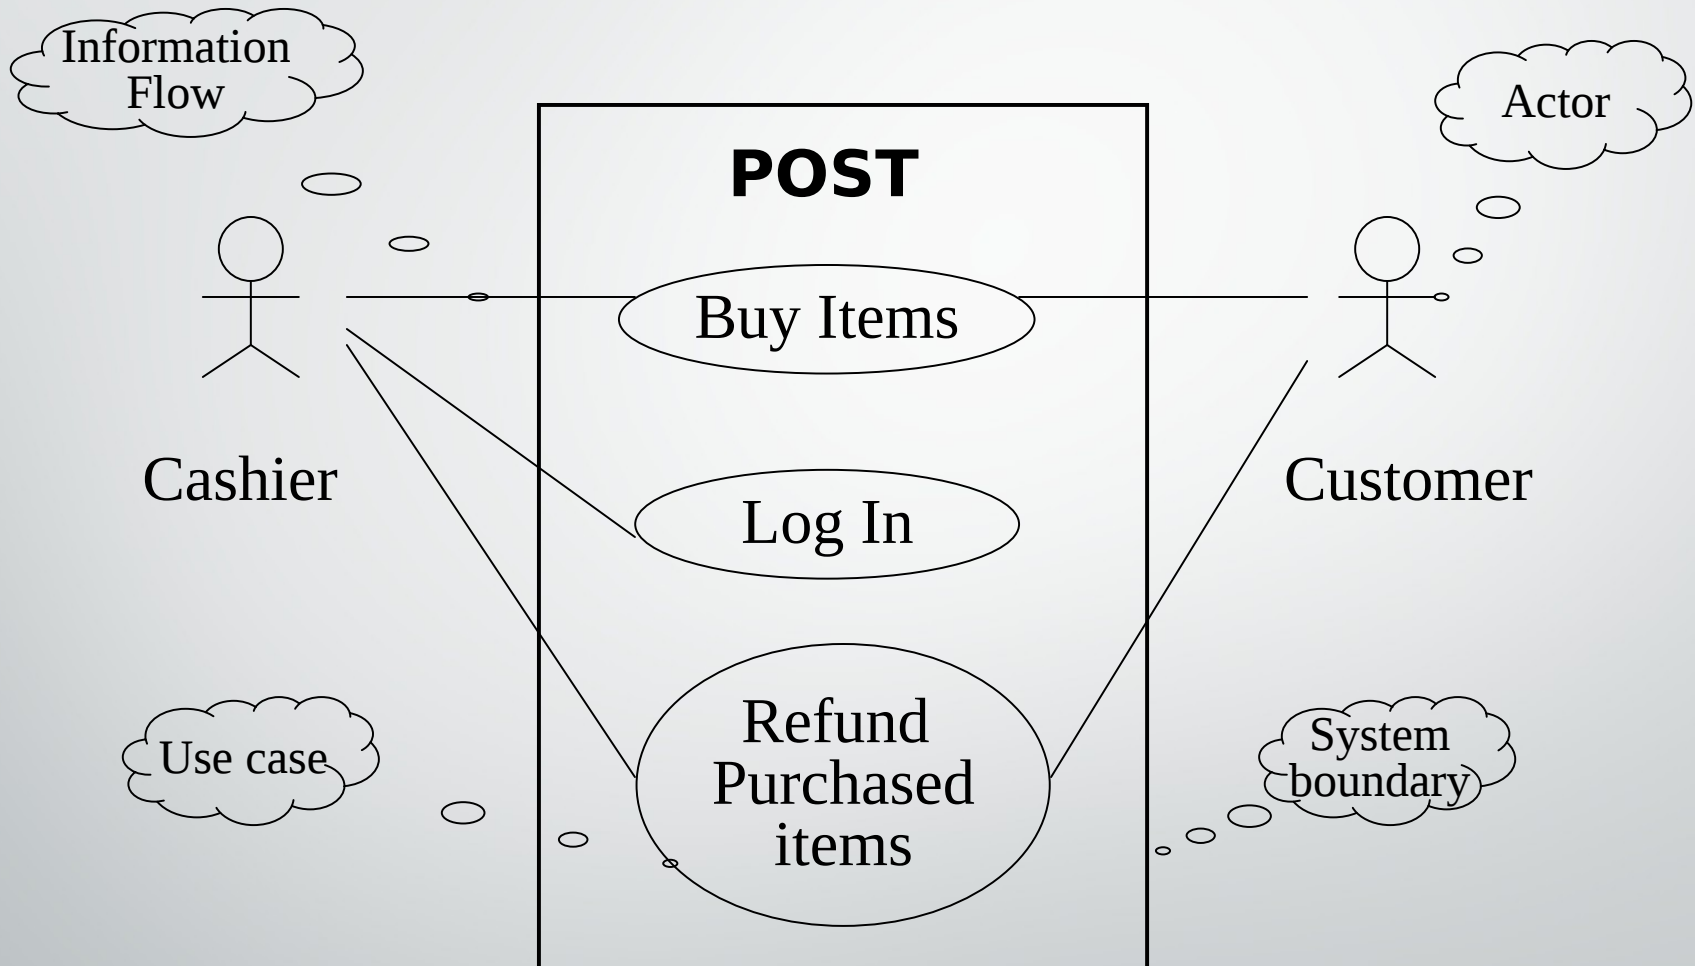 Information
Flow
Actor
POST
Buy Items
Cashier
Customer
Log In
Refund
Purchased
items
Use case
System
boundary